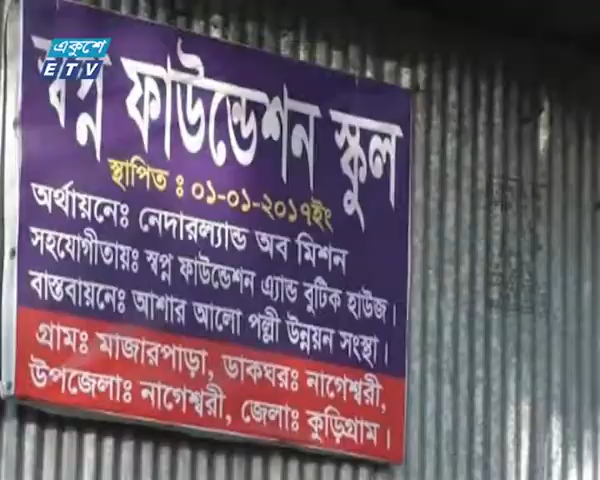 একুশে
ETV
স্বপ্ন ফাউন্ডেশন স্কুল
স্থাপিত ঃ ০১-০১-২০১৭ইং
অর্থায়নেঃ নেদারল্যান্ড অব মিশন
সহযোগীতায়ঃ স্বপ্ন ফাউন্ডেশন এ্যান্ড বুটিক হাউজ।
বাস্তবায়নেঃ আশার আলো পল্লী উন্নয়ন সংস্থা।
গ্রামঃ মাজারপাড়া, ডাকঘরঃ নাগেশ্বরী,
উপজেলাঃ নাগেশ্বরী, জেলাঃ কুড়িগ্রাম।